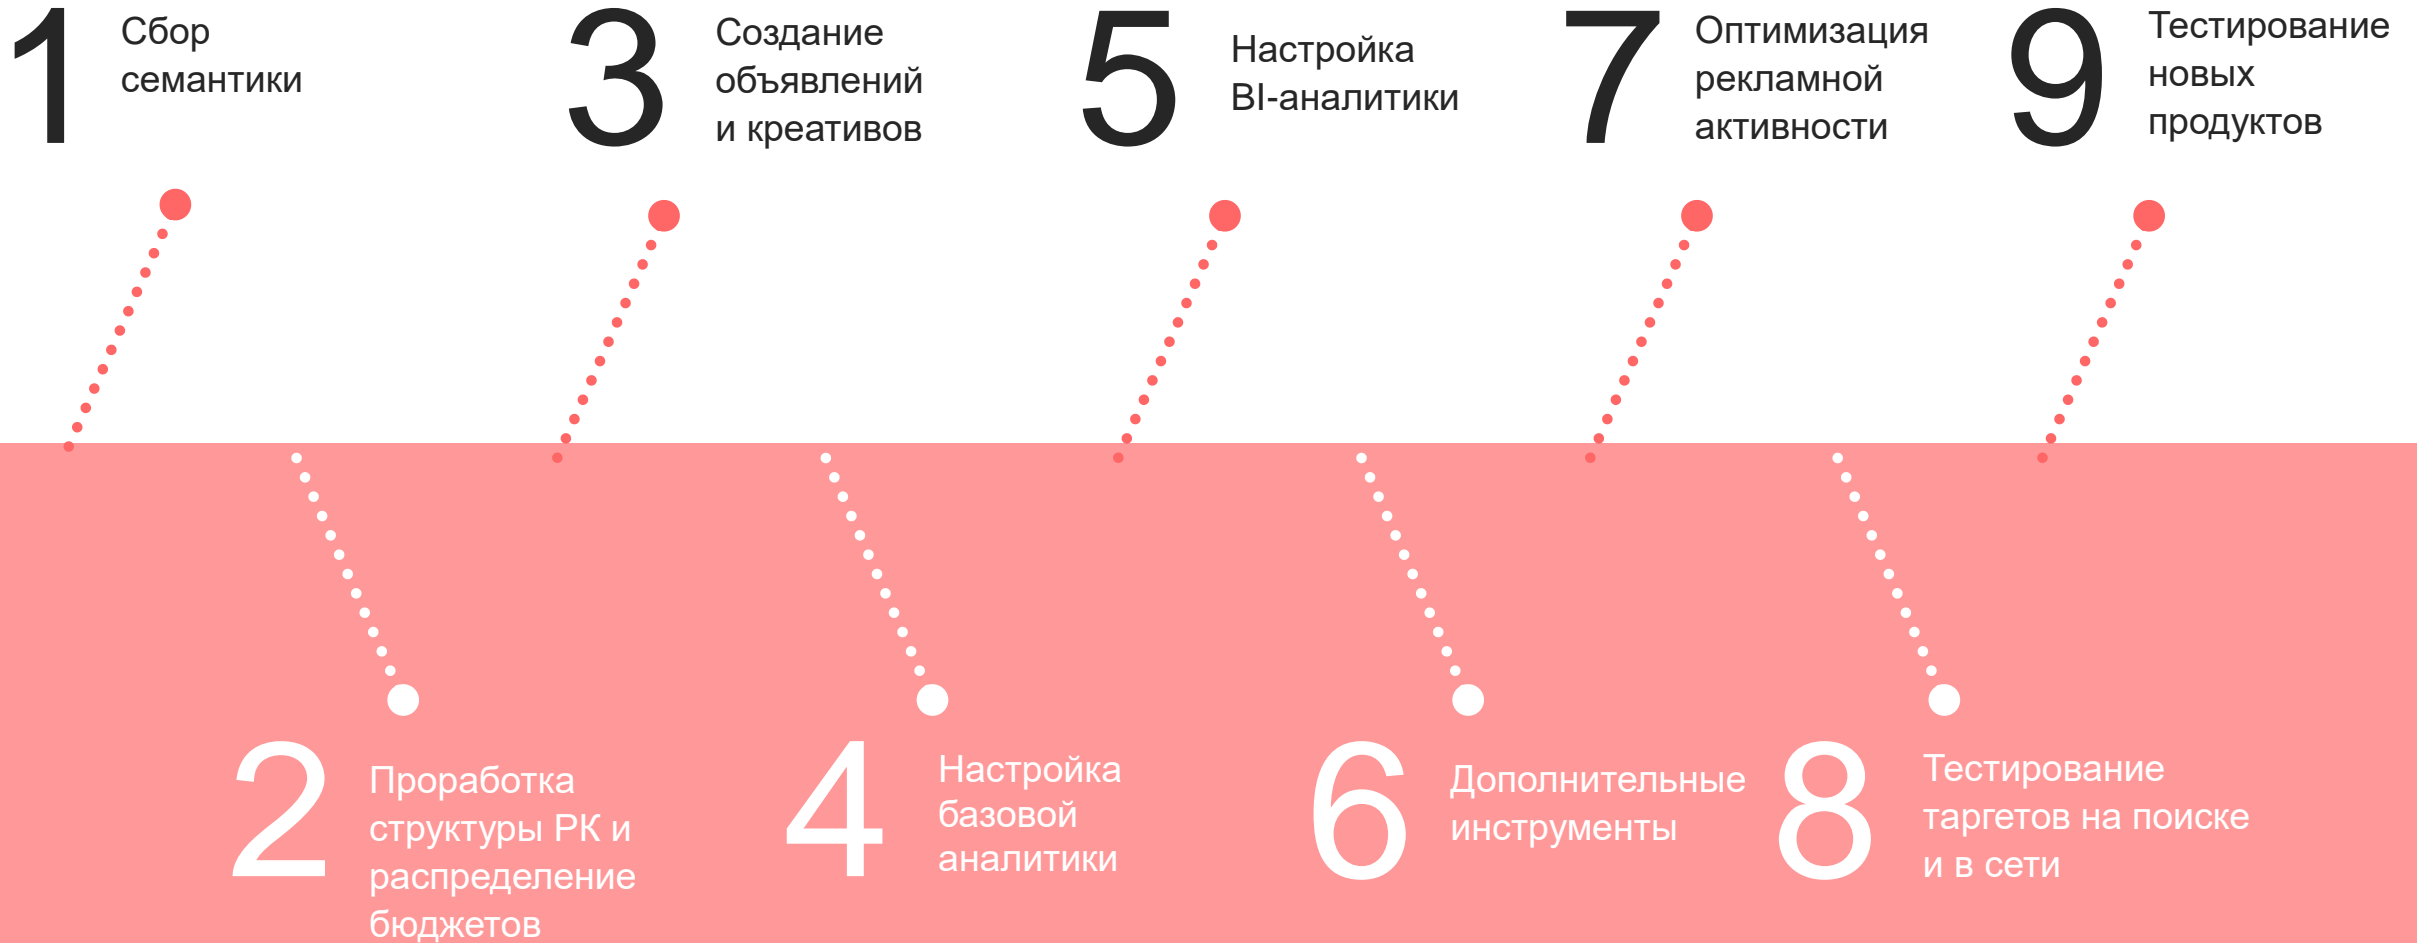 1
Сбор
семантики
2
Проработка
структуры РК и
распределение
бюджетов
3
Создание
объявлений
и креативов
4
Настройка
базовой
аналитики
5
Настройка
BI-аналитики
6
Дополнительные
инструменты
7
Оптимизация
рекламной
активности
8
Тестирование
таргетов на поиске
и в сети
9
Тестирование
новых
продуктов